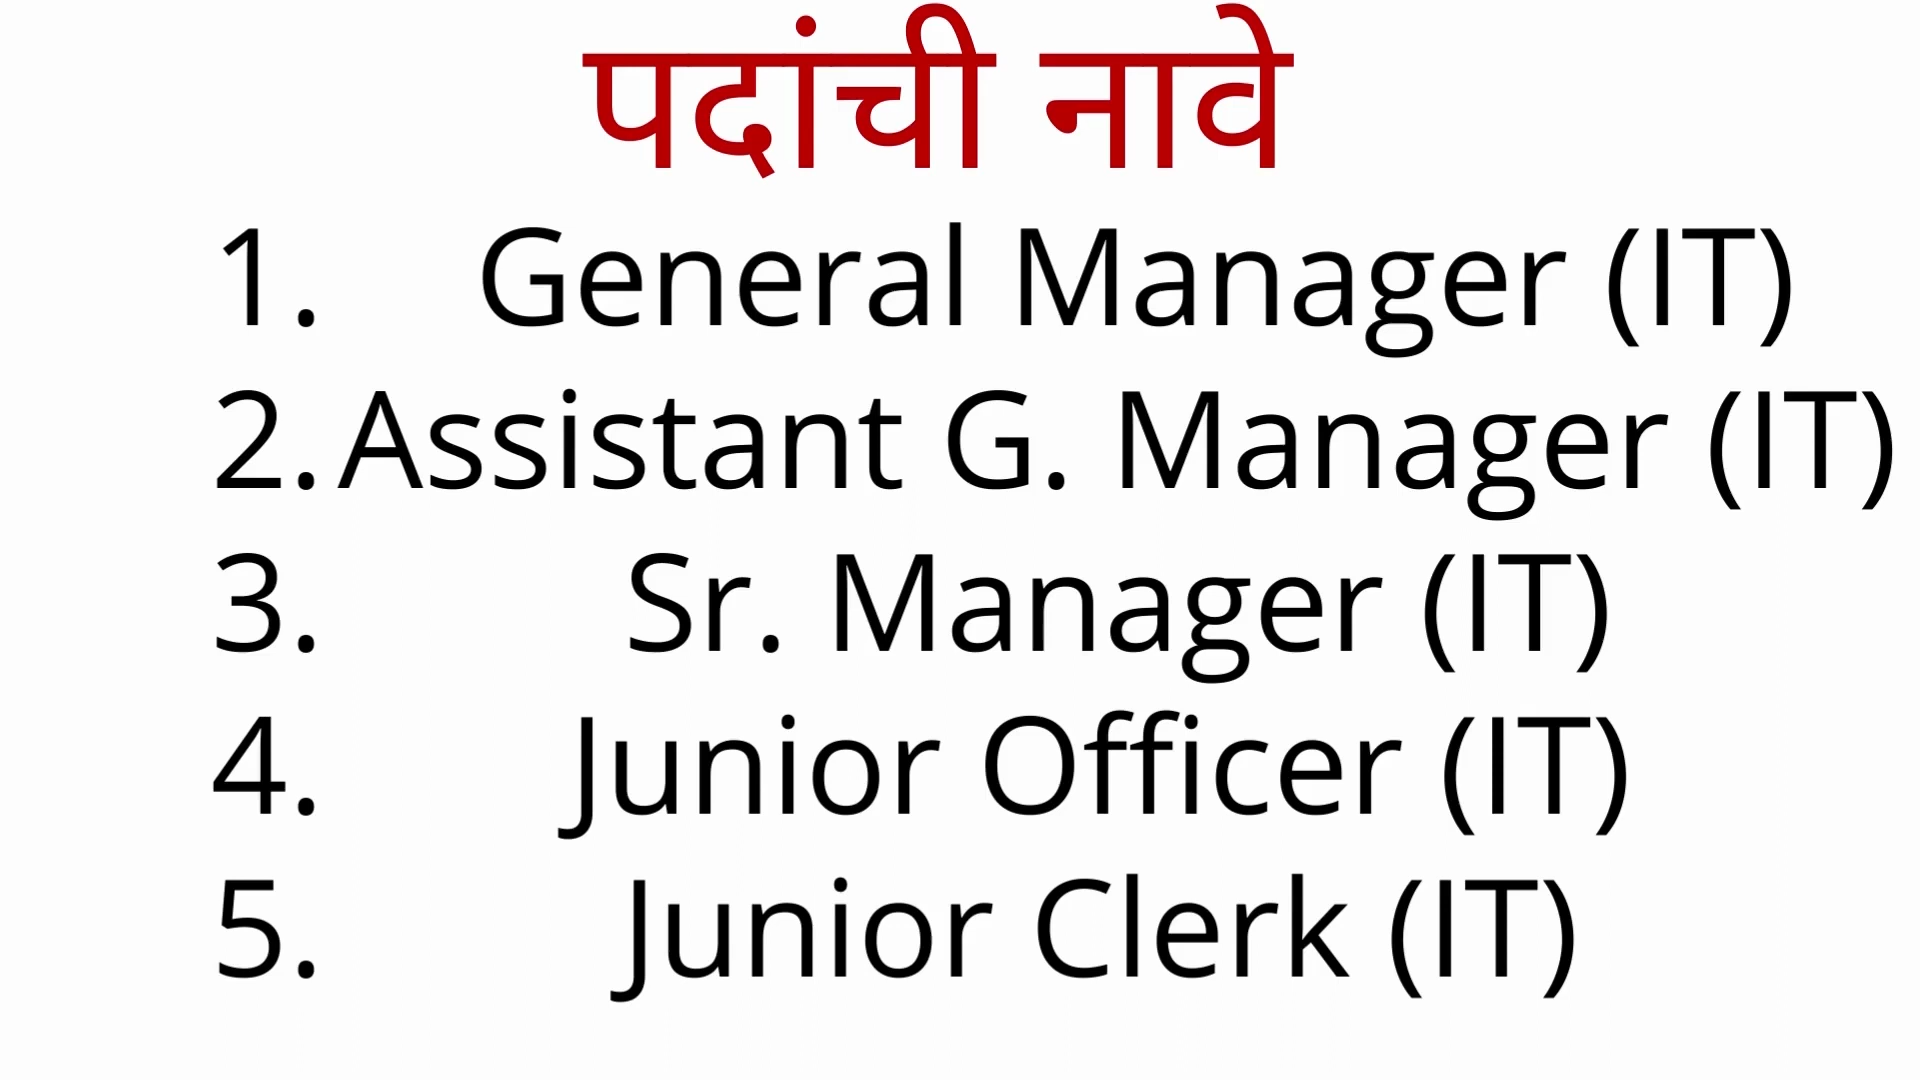 पदांची नावे
1. General Manager (IT)
2. Assistant G. Manager (IT)
3. Sr. Manager (IT)
4. Junior Officer (IT)
5. Junior Clerk (IT)